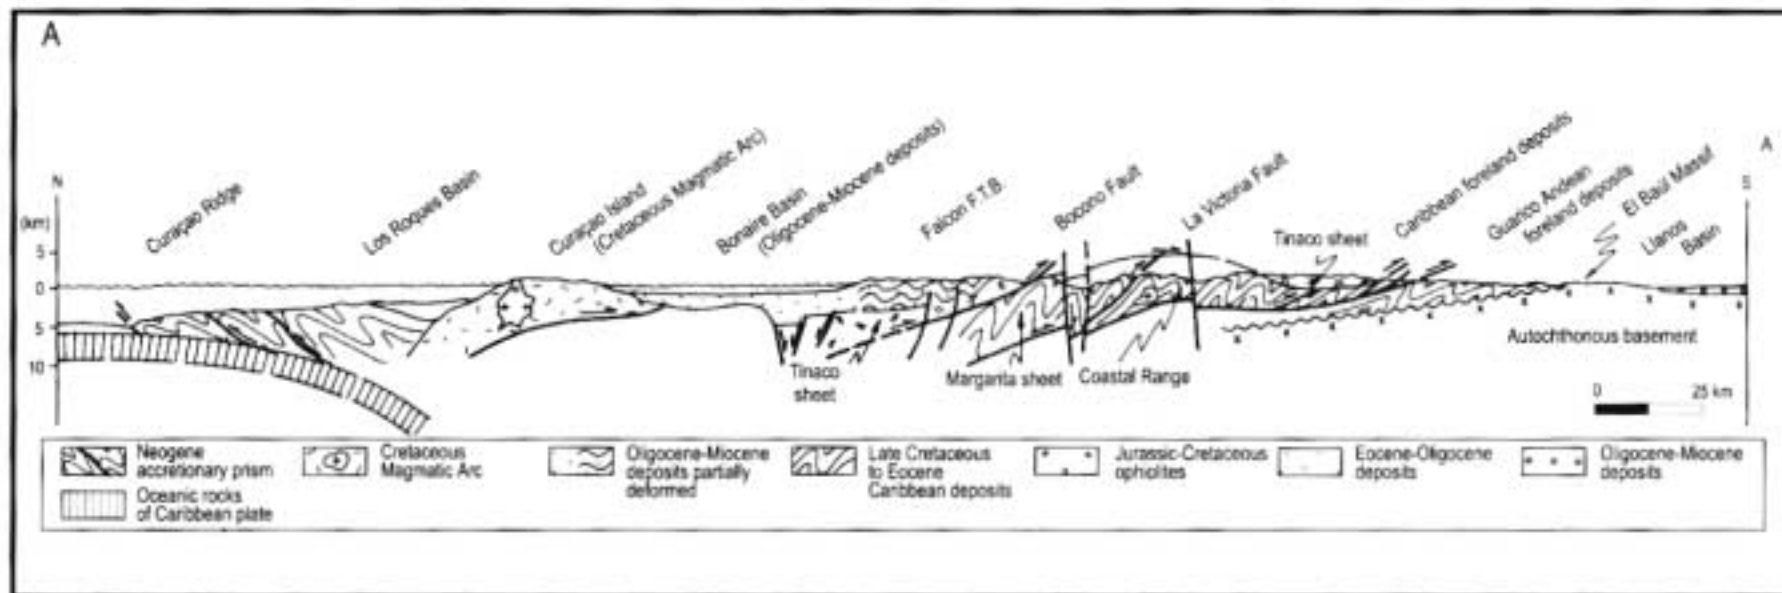 A
A
N
S
(km)
5
0
5
10
Curaçao Ridge
Los Roques Basin
Curaçao Island
(Cretaceous Magmatic Arc)
Bonaire Basin
(Oligocene-Miocene deposits)
Falcon F.T.B.
Bocono Fault
La Victoria Fault
Tinaco sheet
Caribbean foreland deposits
Guarico Andean
foreland deposits
El Baúl Massif
Llanos
Basin
Tinaco
sheet
Margarita sheet
Coastal Range
Autochthonous basement
0 25 km
Neogene
accretionary prism
Cretaceous
Magmatic Arc
Oligocene-Miocene
deposits partially
deformed
Late Cretaceous
to Eocene
Caribbean deposits
Jurassic-Cretaceous
ophiolites
Eocene-Oligocene
deposits
Oligocene-Miocene
deposits
Oceanic rocks
of Caribbean plate